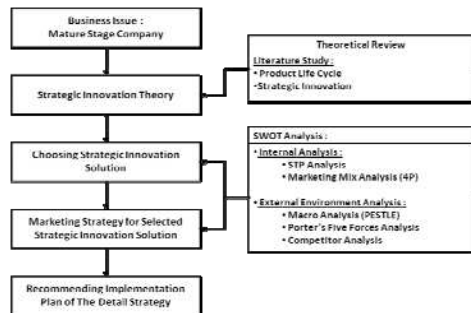 Business Issue :
Mature Stage Company
Strategic Innovation Theory
Choosing Strategic Innovation
Solution
Marketing Strategy for Selected
Strategic Innovation Solution
Recommending Implementation
Plan of The Detail Strategy
Theoretical Review
Literature Study :
• Product Life Cycle
•Strategic Innovation
SWOT Analysis :
• Internal Analysis :
• STP Analysis
• Marketing Mix Analysis (4P)
• External Environment Analysis :
• Macro Analysis (PESTLE)
• Porter's Five Forces Analysis
• Competitor Analysis